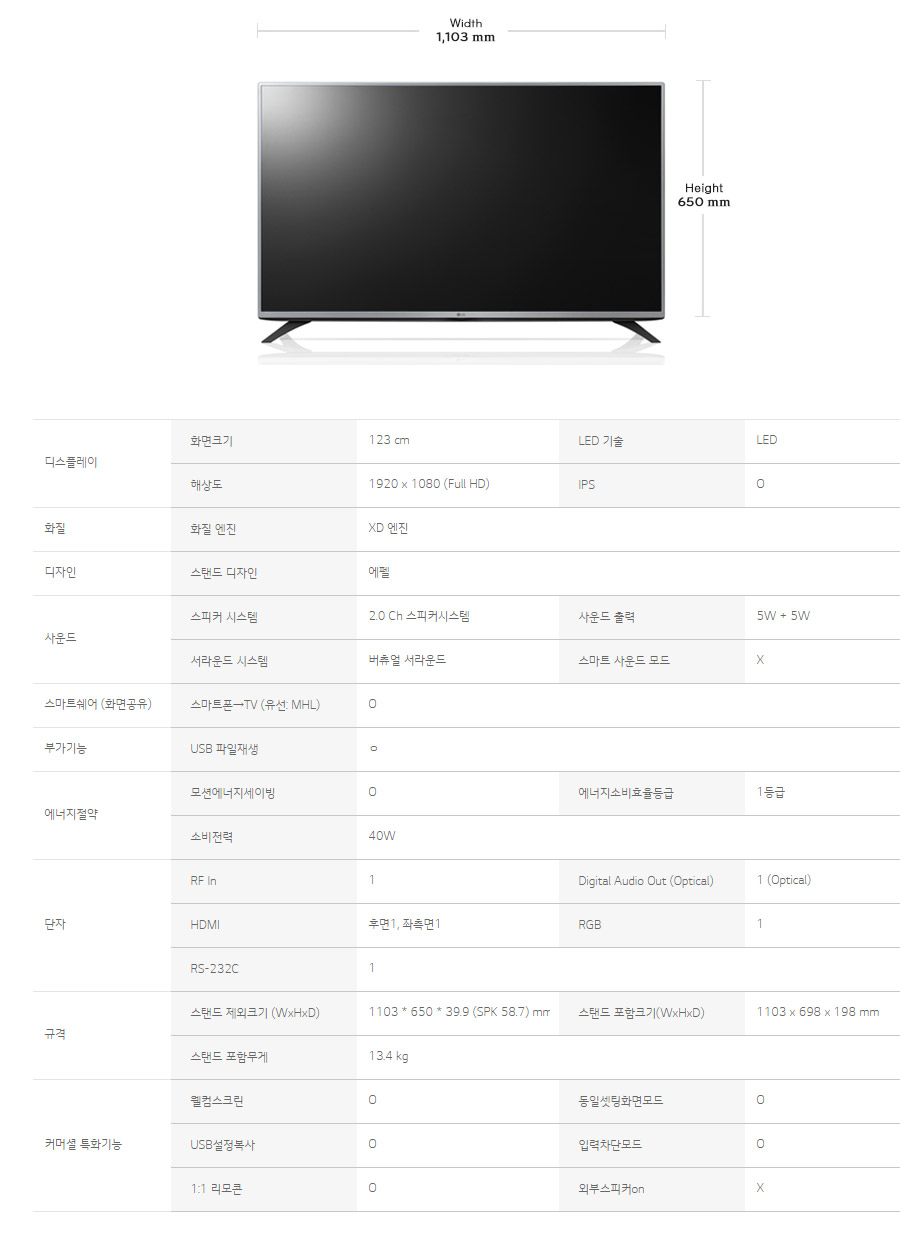 Width
1,103 mm
Height
650 mm
LG
디스플레이
화면크기
123 cm
LED 기술
LED
해상도
1920 x 1080 (Full HD)
IPS
O
화질
화질 엔진
XD 엔진
디자인
스탠드 디자인
에펠
사운드
스피커 시스템
2.0 Ch 스피커시스템
사운드 출력
5W + 5W
서라운드 시스템
버츄얼 서라운드
스마트 사운드 모드
X
스마트쉐어 (화면공유)
스마트폰→TV (유선: MHL)
O
부가기능
USB 파일재생
ㅇ
에너지절약
모션에너지세이빙
O
에너지소비효율등급
1등급
소비전력
40W
단자
RF In
1
Digital Audio Out (Optical)
1 (Optical)
HDMI
후면1, 좌측면1
RGB
1
RS-232C
1
규격
스탠드 제외크기 (WxHxD)
1103 * 650 * 39.9 (SPK 58.7) mm
스탠드 포함크기(WxHxD)
1103 x 698 x 198 mm
스탠드 포함무게
13.4 kg
커머셜 특화기능
웰컴스크린
O
동일셋팅화면모드
O
USB설정복사
O
입력차단모드
O
1:1 리모콘
O
외부스피커on
X